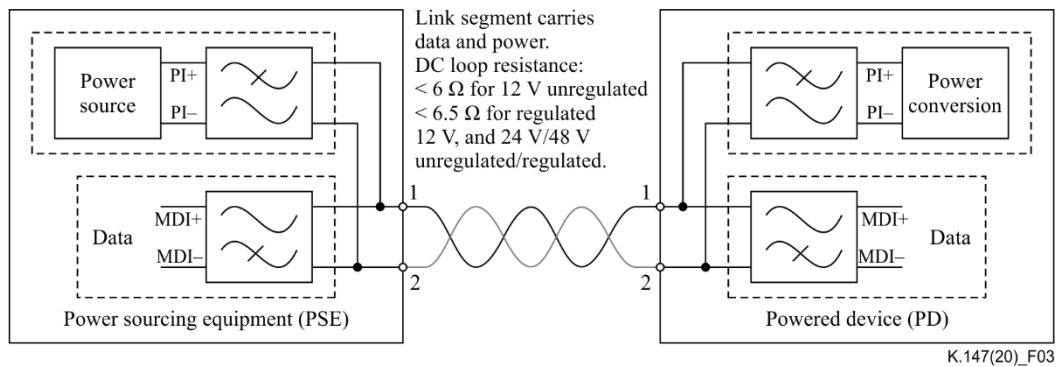 Link segment carries
data and power.
DC loop resistance:
< 6 Ω for 12 V unregulated
< 6.5 Ω for regulated
12 V, and 24 V/48 V
unregulated/regulated.
Power
source
PI+
PI–
MDI+
Data
MDI–
1
2
Power sourcing equipment (PSE)
PI+
PI–
Power
conversion
1
2
MDI+
Data
MDI–
Powered device (PD)
K.147(20)_F03